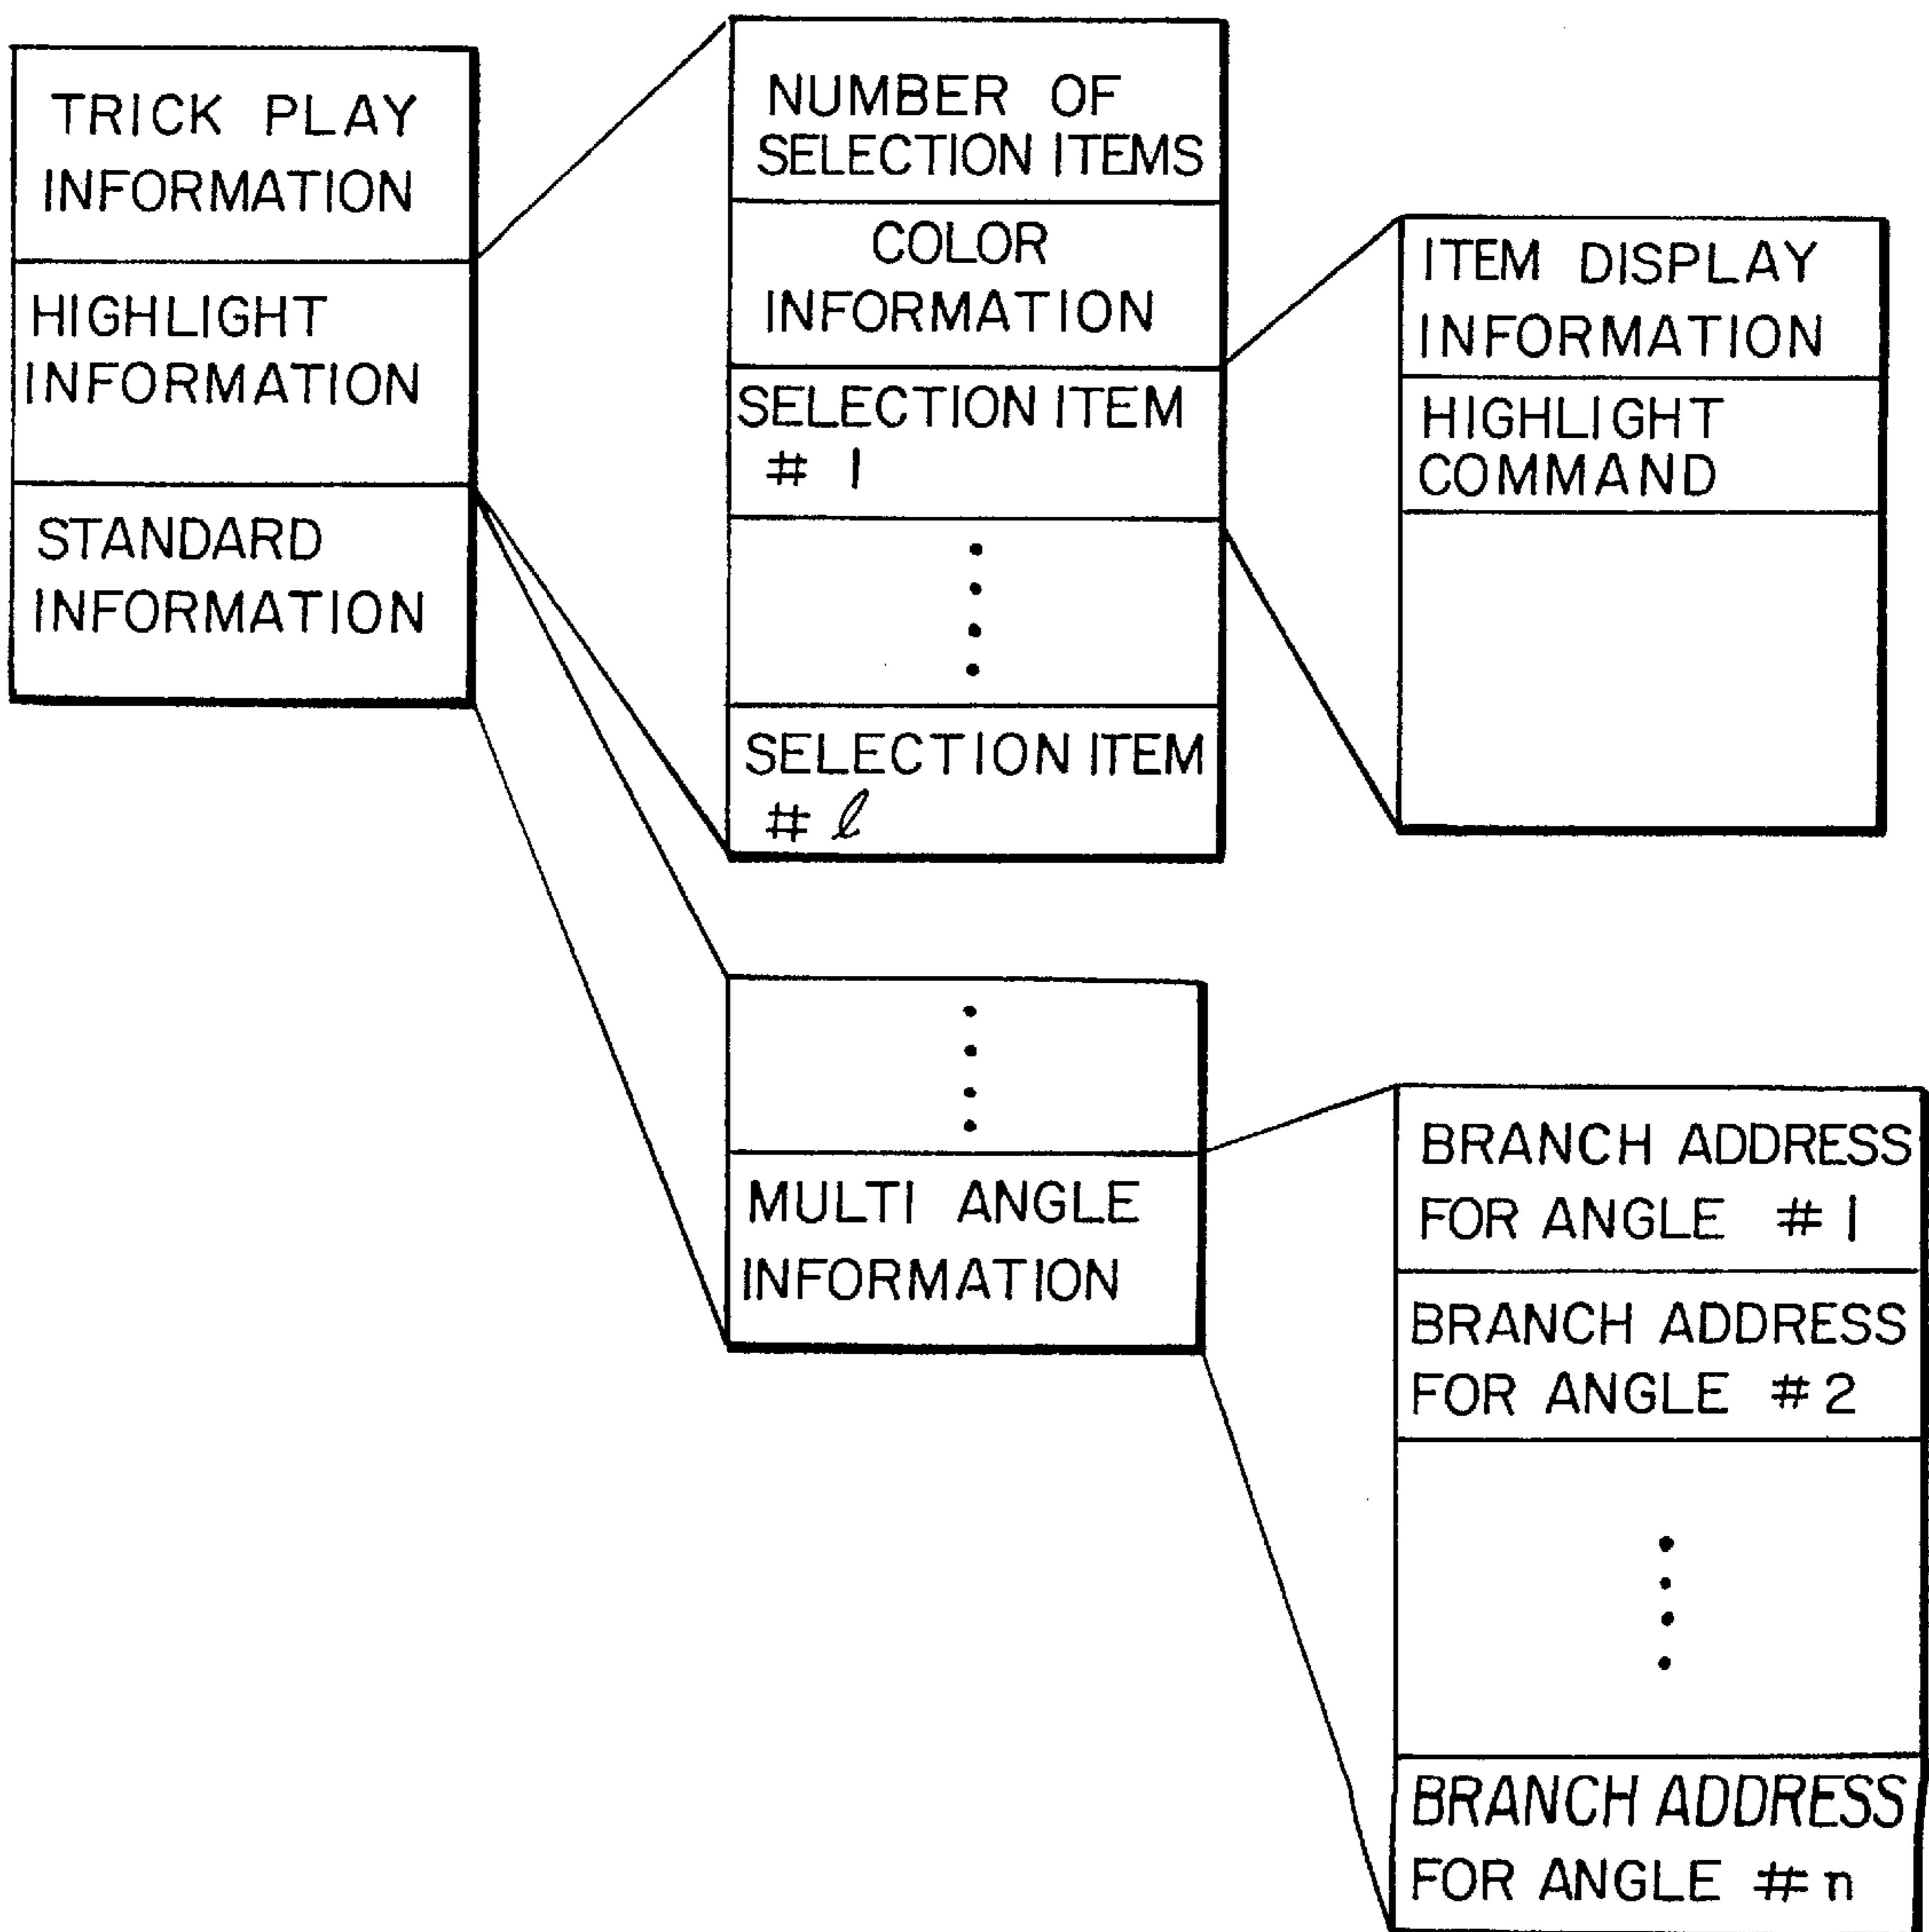 TRICK PLAY
INFORMATION
HIGHLIGHT
INFORMATION
STANDARD
INFORMATION
NUMBER OF
SELECTION ITEMS
COLOR
INFORMATION
SELECTION ITEM
# 1
SELECTION ITEM
# ℓ
ITEM DISPLAY
INFORMATION
HIGHLIGHT
COMMAND
MULTI ANGLE
INFORMATION
BRANCH ADDRESS
FOR ANGLE # 1
BRANCH ADDRESS
FOR ANGLE # 2
BRANCH ADDRESS
FOR ANGLE # n